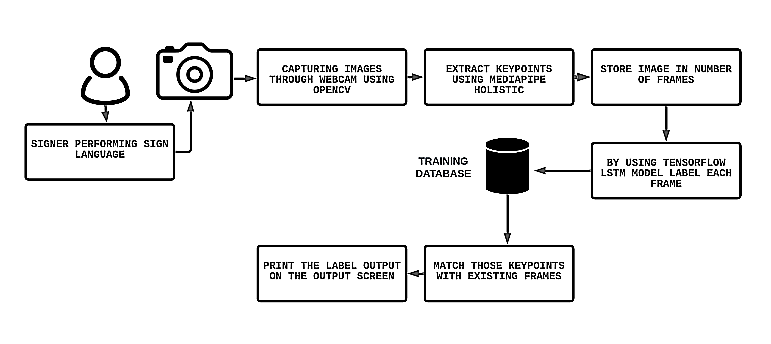 SIGNER PERFORMING SIGN
LANGUAGE
CAPTURING IMAGES
THROUGH WEBCAM USING
OPENCV
EXTRACT KEYPOINTS
USING MEDIAPIPE
HOLISTIC
STORE IMAGE IN NUMBER
OF FRAMES
BY USING TENSORFLOW
LSTM MODEL LABEL EACH
FRAME
TRAINING
DATABASE
MATCH THOSE KEYPOINTS
WITH EXISTING FRAMES
PRINT THE LABEL OUTPUT
ON THE OUTPUT SCREEN